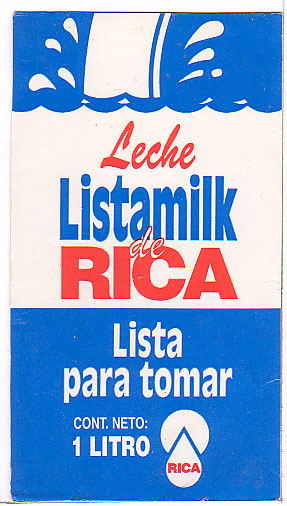 Leche
Listamilk
de
RICA
Lista
para tomar
CONT. NETO:
1 LITRO
RICA